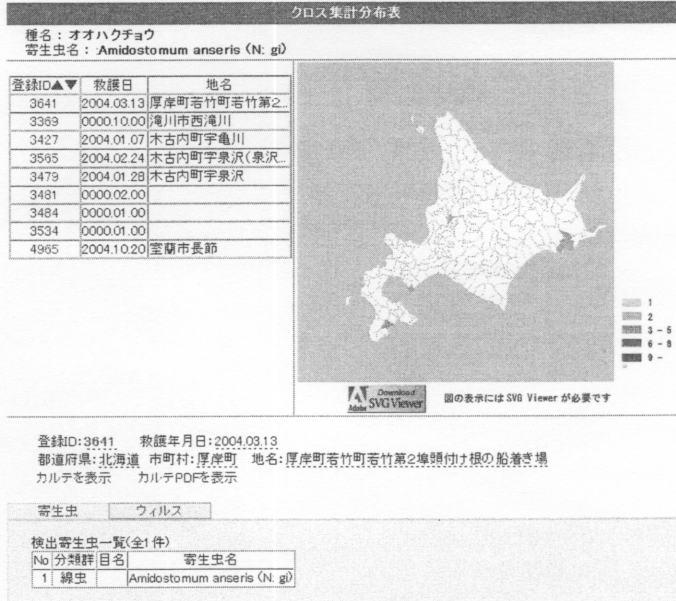 クロス集計分布表
種名：オオハクチョウ
寄生虫名：:Amidostomum anseris (N: gi)
登録ID▲▼ 救護日 地名
3641 2004.03.13 厚岸町若竹町若竹第2...
3369 0000.10.00 滝川市西滝川
3427 2004.01.07 木古内町字亀川
3565 2004.02.24 木古内町字泉沢(泉沢...
3479 2004.01.28 木古内町字泉沢
3481 0000.02.00
3484 0000.01.00
3534 0000.01.00
4965 2004.10.20 室蘭市長節
1
2
3 - 5
6 - 8
9 -
Adobe Download SVG Viewer 図の表示には SVG Viewer が必要です
登録ID:3641 救護年月日:2004.03.13
都道府県:北海道 市町村:厚岸町 地名:厚岸町若竹町若竹第2埠頭付け根の船着き場
カルテを表示 カルテPDFを表示
寄生虫 ウィルス
検出寄生虫一覧(全1件)
No 分類群 目名 寄生虫名
1 線虫 Amidostomum anseris (N: gi)